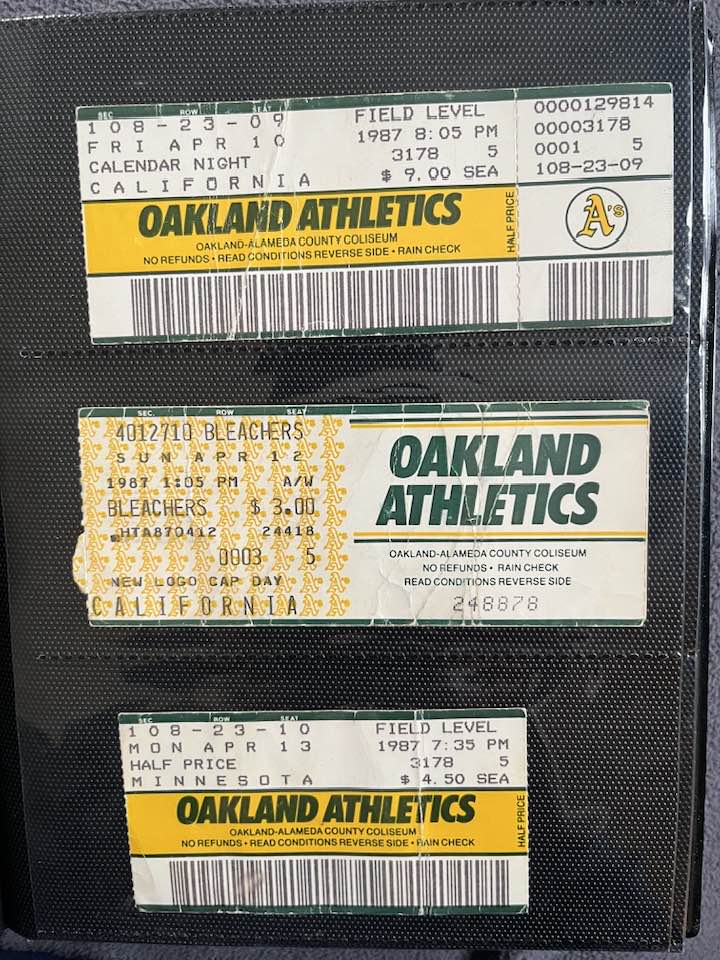 SEC ROW SEAT
108-23-09 FIELD LEVEL 0000129814
FRI APR 10 1987 8:05 PM 00003178
CALENDAR NIGHT 3178 5 0001 5
CALIFORNIA $ 9.00 SEA 108-23-09
OAKLAND ATHLETICS
OAKLAND-ALAMEDA COUNTY COLISEUM
NO REFUNDS • READ CONDITIONS REVERSE SIDE • RAIN CHECK
HALF PRICE
A's
SEC. ROW SEAT
4012710 BLEACHERS
SUN APR 12
1987 1:05 PM A/W
BLEACHERS $ 3.00
HTA870412 24418
0003 5
NEW LOGO CAP DAY
CALIFORNIA
OAKLAND
ATHLETICS
OAKLAND-ALAMEDA COUNTY COLISEUM
NO REFUNDS • RAIN CHECK
READ CONDITIONS REVERSE SIDE
248878
SEC ROW SEAT
108-23-10 FIELD LEVEL
MON APR 13 1987 7:35 PM
HALF PRICE 3178 5
MINNESOTA $ 4.50 SEA
OAKLAND ATHLETICS
OAKLAND-ALAMEDA COUNTY COLISEUM
NO REFUNDS • READ CONDITIONS REVERSE SIDE • RAIN CHECK
HALF PRICE